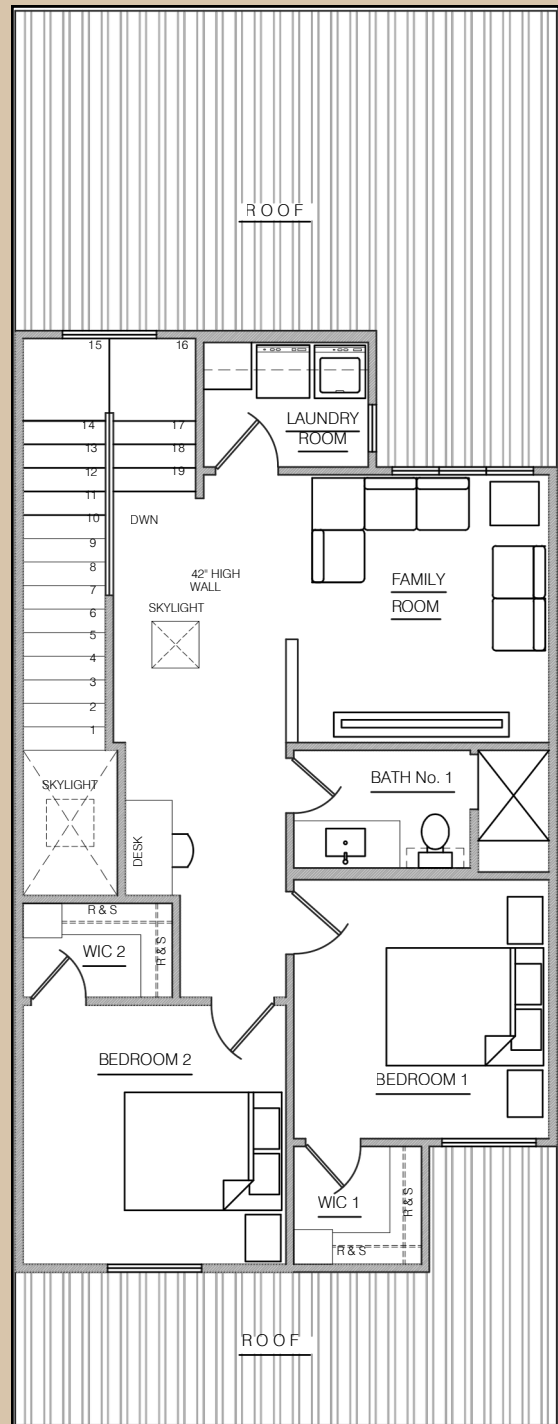 ROOF
15
16
LAUNDRY
ROOM
14
17
13
18
12
19
11
10
DWN
9
8
7
6
5
4
3
2
1
42" HIGH
WALL
SKYLIGHT
FAMILY
ROOM
SKYLIGHT
DESK
BATH No. 1
R & S
R & S
WIC 2
BEDROOM 2
BEDROOM 1
WIC 1
R & S
R & S
ROOF